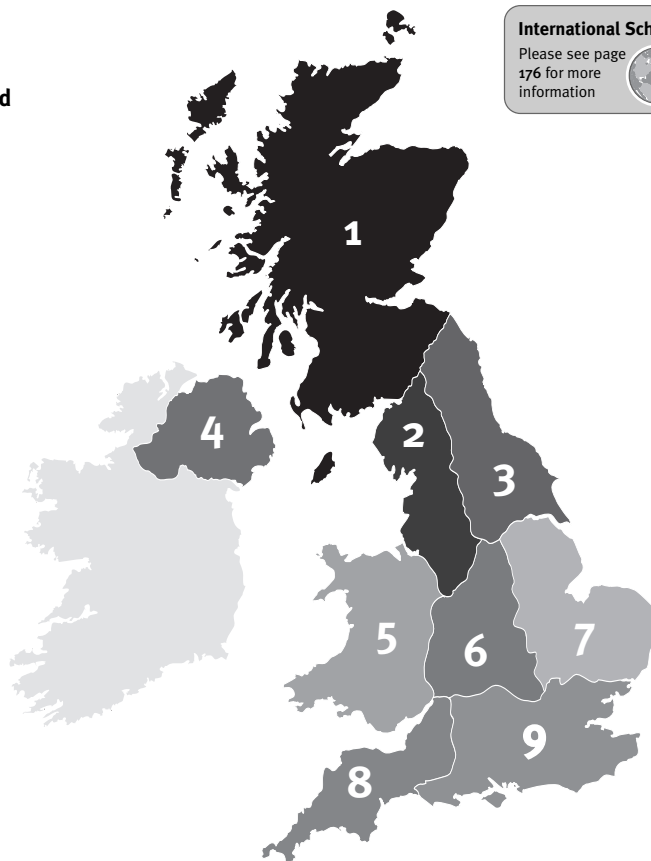 International Sch
Please see page
176 for more
information
d
1
2
4
3
5
6
7
9
8